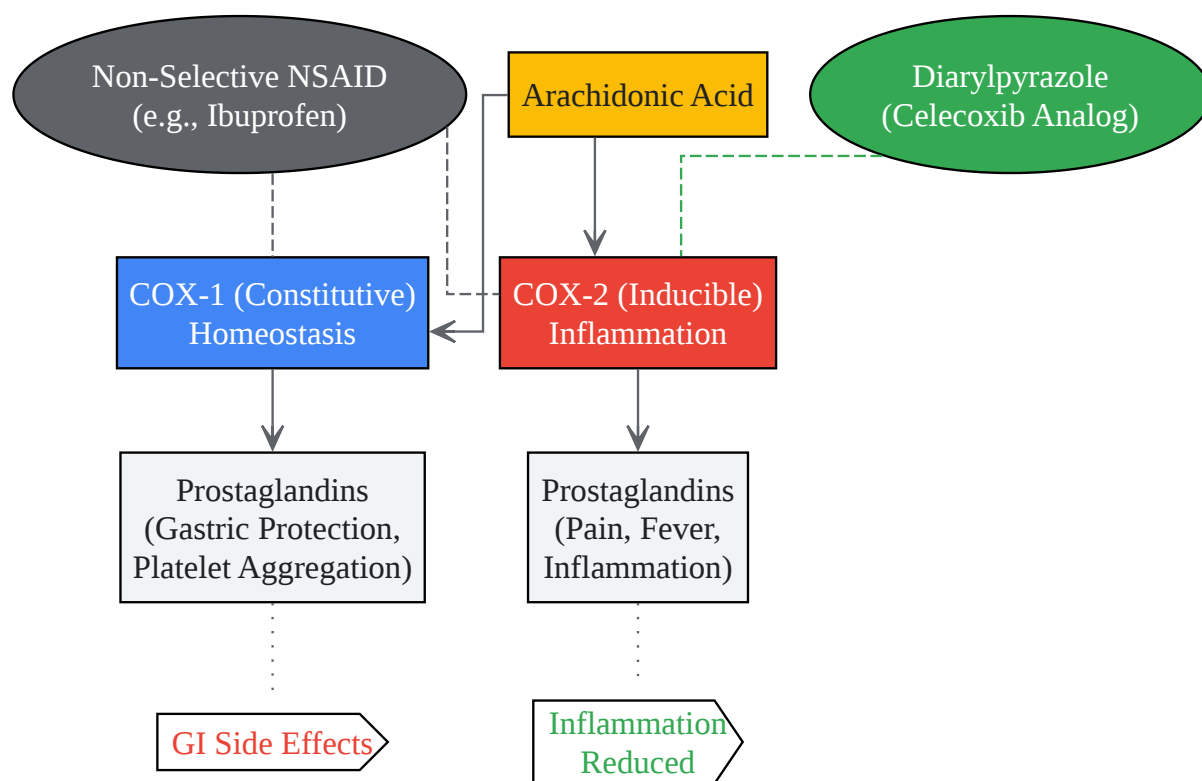 Non-Selective NSAID
(e.g., Ibuprofen)
Arachidonic Acid
Diarylpyrazole
(Celecoxib Analog)
COX-1 (Constitutive)
Homeostasis
COX-2 (Inducible)
Inflammation
Prostaglandins
(Gastric Protection,
Platelet Aggregation)
Prostaglandins
(Pain, Fever,
Inflammation)
GI Side Effects
Inflammation
Reduced